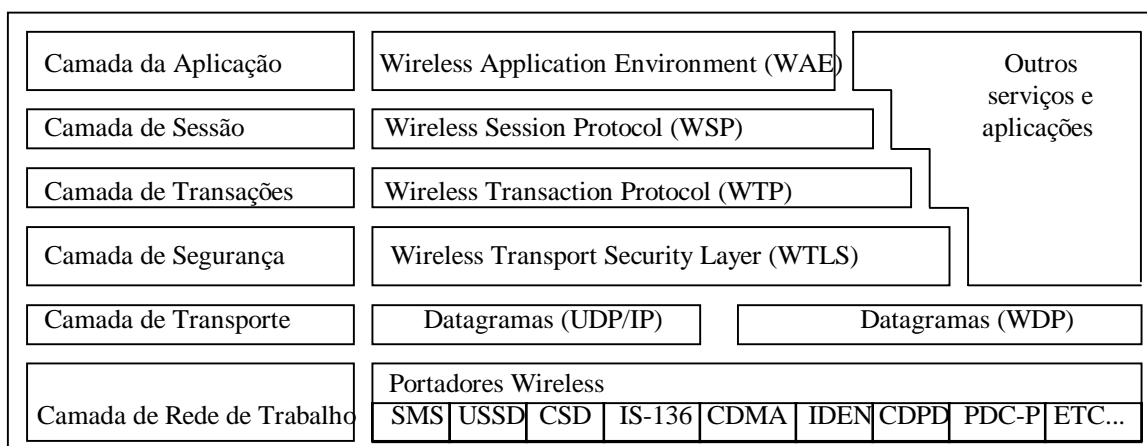 Camada da Aplicação
Wireless Application Environment (WAE)
Outros
serviços e
aplicações
Camada de Sessão
Wireless Session Protocol (WSP)
Camada de Transações
Wireless Transaction Protocol (WTP)
Camada de Segurança
Wireless Transport Security Layer (WTLS)
Camada de Transporte
Datagramas (UDP/IP)
Datagramas (WDP)
Camada de Rede de Trabalho
Portadores Wireless
SMS USSD CSD IS-136 CDMA IDEN CDPD PDC-P ETC...